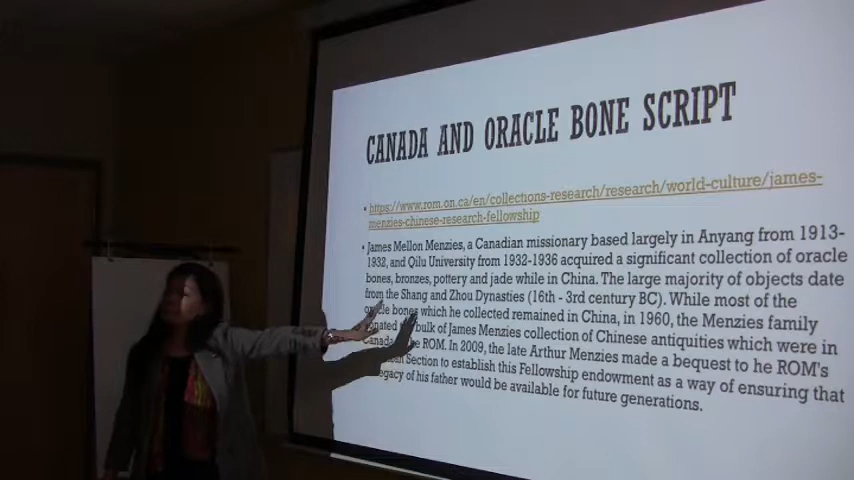 CANADA AND ORACLE BONE SCRIPT
https://www.rom.on.ca/en/collections-research/research/world-culture/james-
menzies-chinese-research-fellowship
James Mellon Menzies, a Canadian missionary based largely in Anyang from 1913-
1932, and Qilu University from 1932-1936 acquired a significant collection of oracle
bones, bronzes, pottery and jade while in China. The large majority of objects date
from the Shang and Zhou Dynasties (16th - 3rd century BC). While most of the
bones which he collected remained in China, in 1960, the Menzies family
bulk of James Menzies collection of Chinese antiquities which were in
Canada ROM. In 2009, the late Arthur Menzies made a bequest to he ROM's
Section to establish this Fellowship endowment as a way of ensuring that
of his father would be available for future generations.